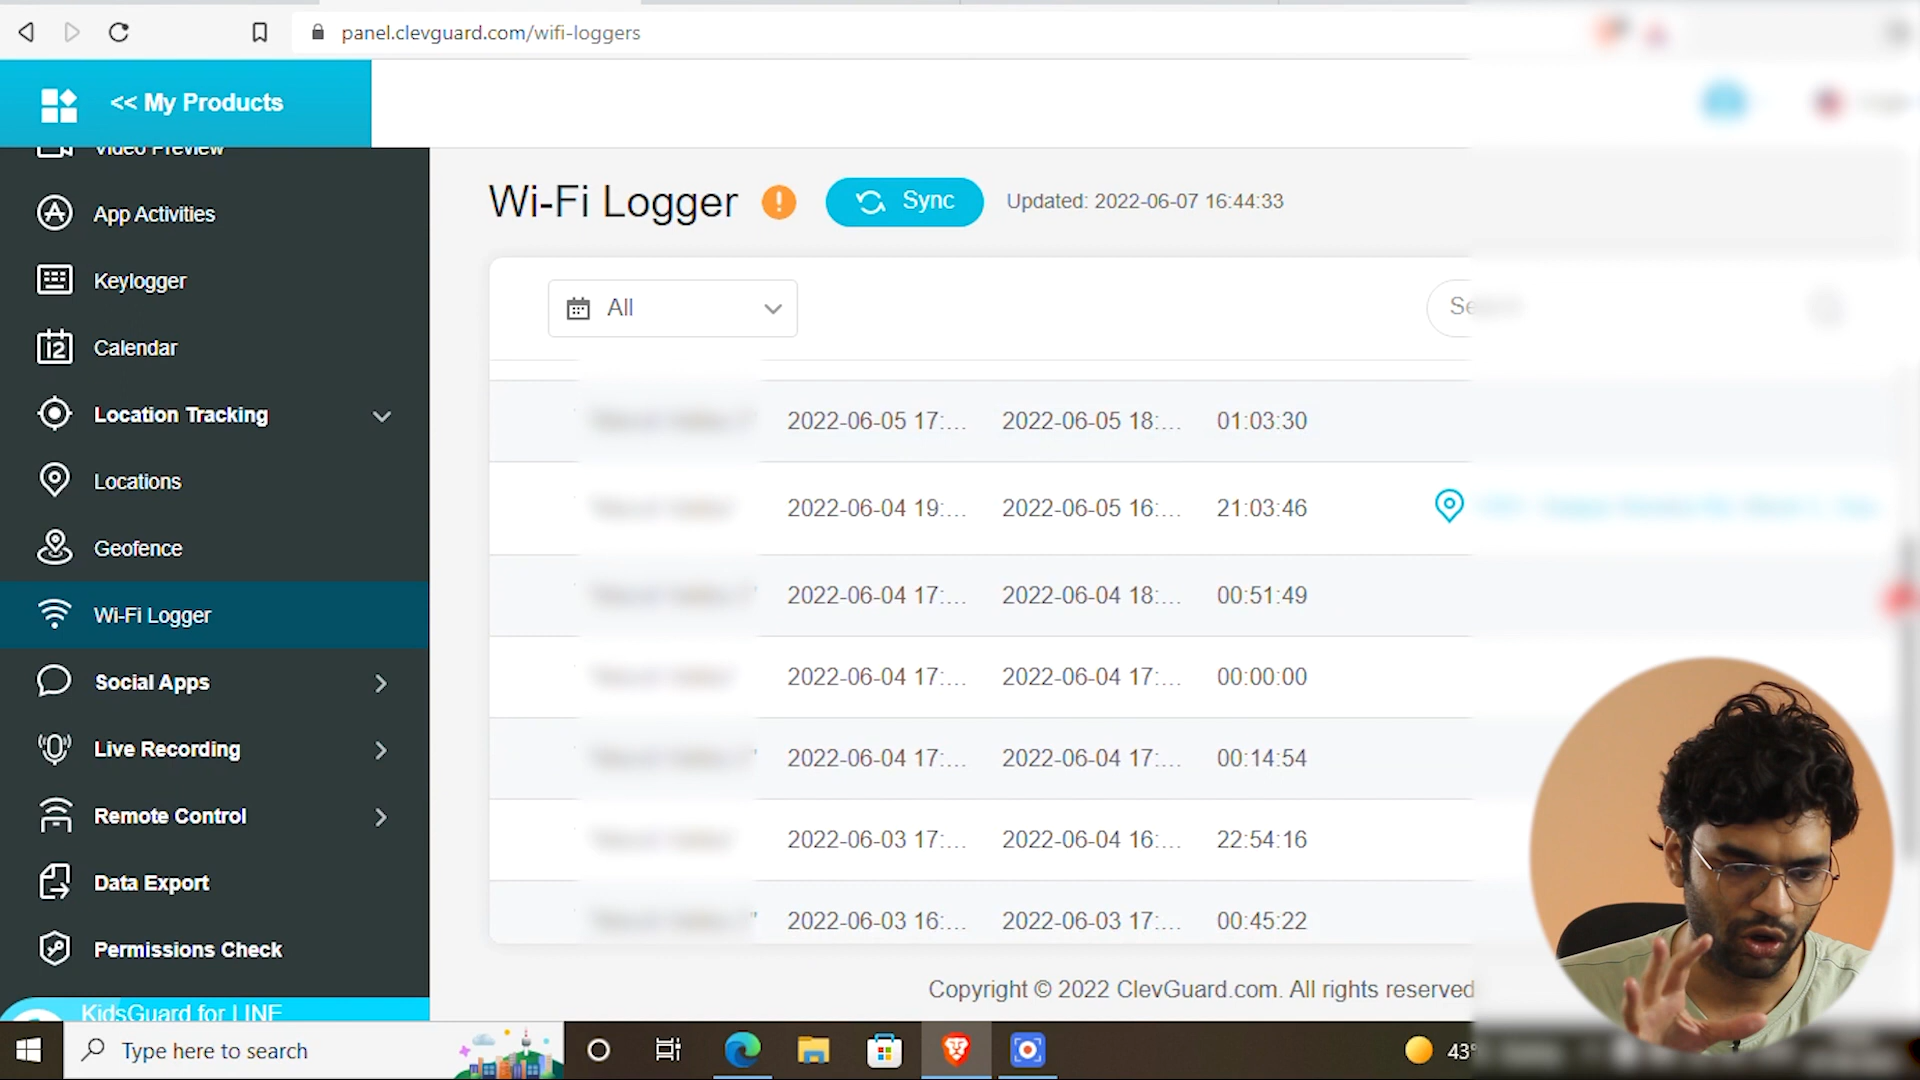 panel.clevguard.com/wifi-loggers
<< My Products
Video Preview
App Activities
Keylogger
Calendar
Location Tracking
Locations
Geofence
Wi-Fi Logger
Social Apps
Live Recording
Remote Control
Data Export
Permissions Check
KidsGuard for LINE
Wi-Fi Logger
Sync
Updated: 2022-06-07 16:44:33
All
Search
2022-06-05 17:... 2022-06-05 18:... 01:03:30
2022-06-04 19:... 2022-06-05 16:... 21:03:46
2022-06-04 17:... 2022-06-04 18:... 00:51:49
2022-06-04 17:... 2022-06-04 17:... 00:00:00
2022-06-04 17:... 2022-06-04 17:... 00:14:54
2022-06-03 17:... 2022-06-04 16:... 22:54:16
2022-06-03 16:... 2022-06-03 17:... 00:45:22
Copyright © 2022 ClevGuard.com. All rights reserved
Type here to search
43°